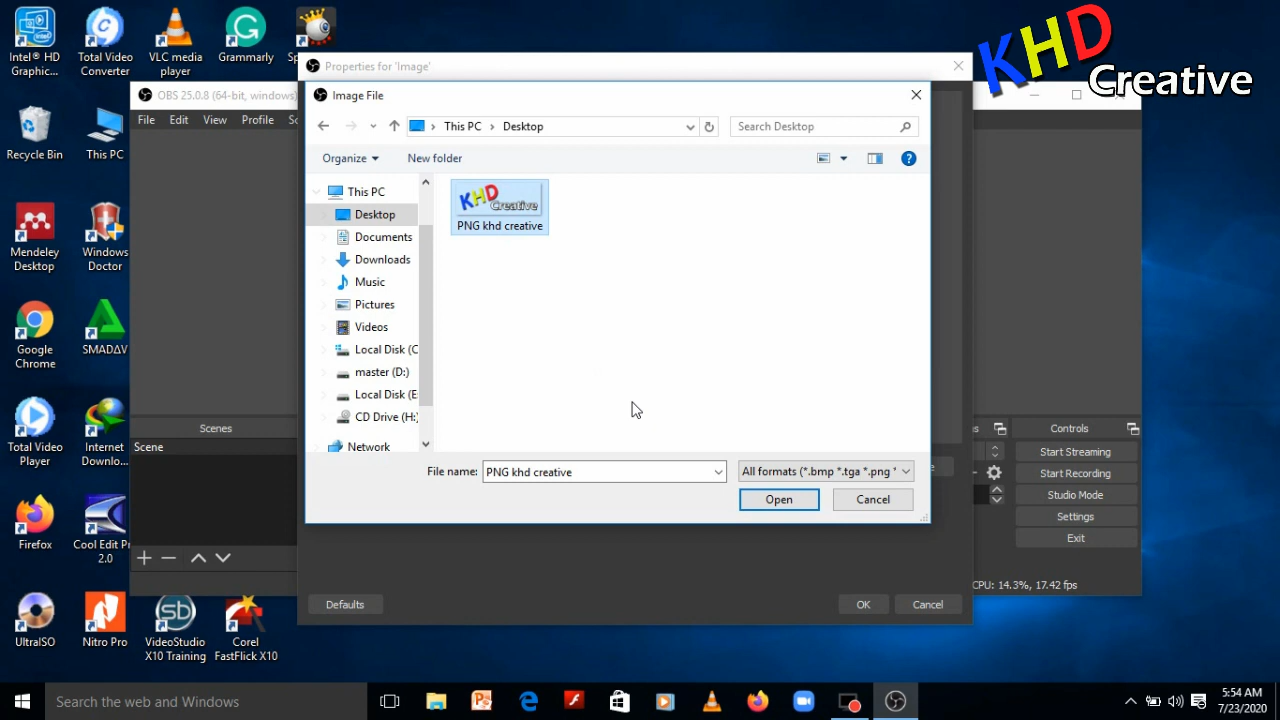 Intel® HD
Graphic...
Total Video
Converter
VLC media
player
Grammarly
Sp
KHD
Creative
Recycle Bin
This PC
Mendeley
Desktop
Windows
Doctor
Google
Chrome
SMADΔV
Total Video
Player
Internet
Downlo...
Firefox
Cool Edit Pr
2.0
UltraISO
Nitro Pro
VideoStudio
X10 Training
Corel
FastFlick X10
Properties for 'Image'
OBS 25.0.8 (64-bit, windows)
File Edit View Profile Sc
Image File
This PC > Desktop
Search Desktop
Organize
New folder
This PC
Desktop
Documents
Downloads
Music
Pictures
Videos
Local Disk (C
master (D:)
Local Disk (E
CD Drive (H:)
Network
KHD
Creative
PNG khd creative
File name: PNG khd creative
All formats (*.bmp *.tga *.png *
Open
Cancel
Scenes
Scene
Controls
Start Streaming
Start Recording
Studio Mode
Settings
Exit
CPU: 14.3%, 17.42 fps
Defaults
OK
Cancel
Search the web and Windows
5:54 AM
7/23/2020